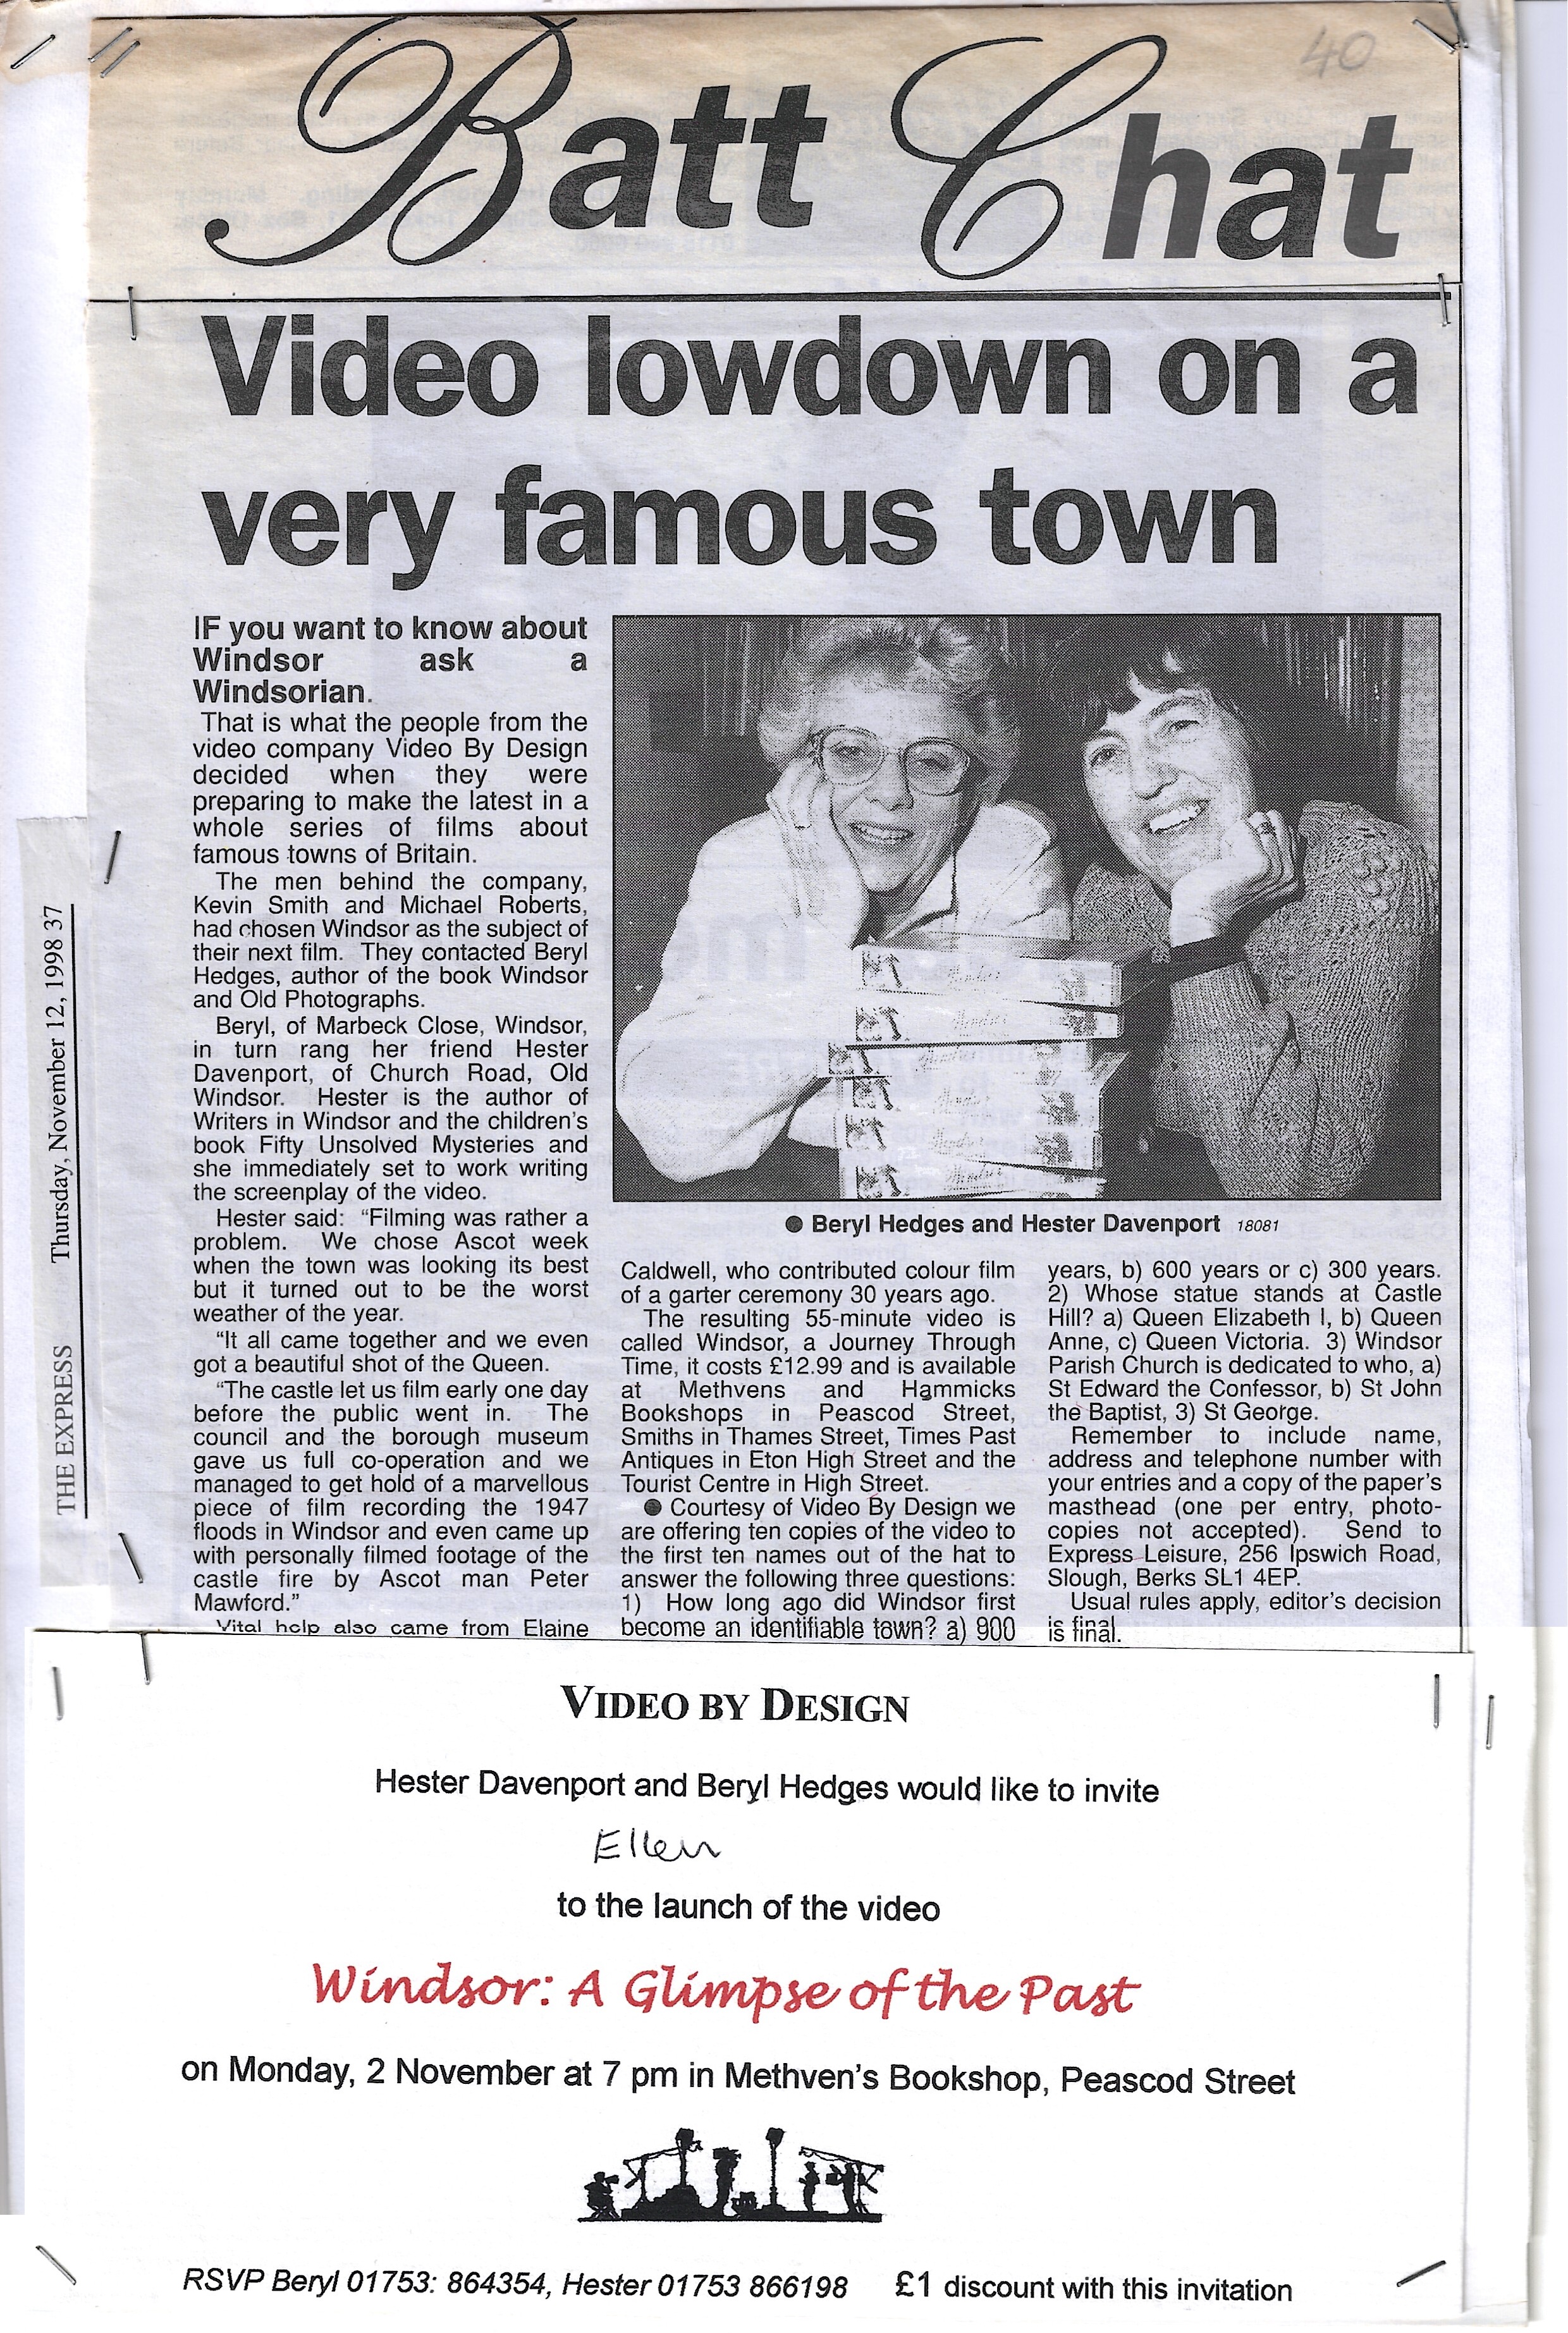 40
Batt Chat
Video lowdown on a
very famous town
THE EXPRESS Thursday, November 12, 1998 37
IF you want to know about
Windsor ask a
Windsorian.
That is what the people from the
video company Video By Design
decided when they were
preparing to make the latest in a
whole series of films about
famous towns of Britain.
The men behind the company,
Kevin Smith and Michael Roberts,
had chosen Windsor as the subject of
their next film. They contacted Beryl
Hedges, author of the book Windsor
and Old Photographs.
Beryl, of Marbeck Close, Windsor,
in turn rang her friend Hester
Davenport, of Church Road, Old
Windsor. Hester is the author of
Writers in Windsor and the children's
book Fifty Unsolved Mysteries and
she immediately set to work writing
the screenplay of the video.
Hester said: “Filming was rather a
problem. We chose Ascot week
when the town was looking its best
but it turned out to be the worst
weather of the year.
“It all came together and we even
got a beautiful shot of the Queen.
“The castle let us film early one day
before the public went in. The
council and the borough museum
gave us full co-operation and we
managed to get hold of a marvellous
piece of film recording the 1947
floods in Windsor and even came up
with personally filmed footage of the
castle fire by Ascot man Peter
Mawford.”
Vital help also came from Elaine
● Beryl Hedges and Hester Davenport 18081
Caldwell, who contributed colour film
of a garter ceremony 30 years ago.
The resulting 55-minute video is
called Windsor, a Journey Through
Time, it costs £12.99 and is available
at Methvens and Hammicks
Bookshops in Peascod Street,
Smiths in Thames Street, Times Past
Antiques in Eton High Street and the
Tourist Centre in High Street.
● Courtesy of Video By Design we
are offering ten copies of the video to
the first ten names out of the hat to
answer the following three questions:
1) How long ago did Windsor first
become an identifiable town? a) 900
years, b) 600 years or c) 300 years.
2) Whose statue stands at Castle
Hill? a) Queen Elizabeth I, b) Queen
Anne, c) Queen Victoria. 3) Windsor
Parish Church is dedicated to who, a)
St Edward the Confessor, b) St John
the Baptist, 3) St George.
Remember to include name,
address and telephone number with
your entries and a copy of the paper's
masthead (one per entry, photo-
copies not accepted). Send to
Express Leisure, 256 Ipswich Road,
Slough, Berks SL1 4EP.
Usual rules apply, editor's decision
is final.
VIDEO BY DESIGN
Hester Davenport and Beryl Hedges would like to invite
Ellen
to the launch of the video
Windsor: A Glimpse of the Past
on Monday, 2 November at 7 pm in Methven's Bookshop, Peascod Street
RSVP Beryl 01753: 864354, Hester 01753 866198 £1 discount with this invitation